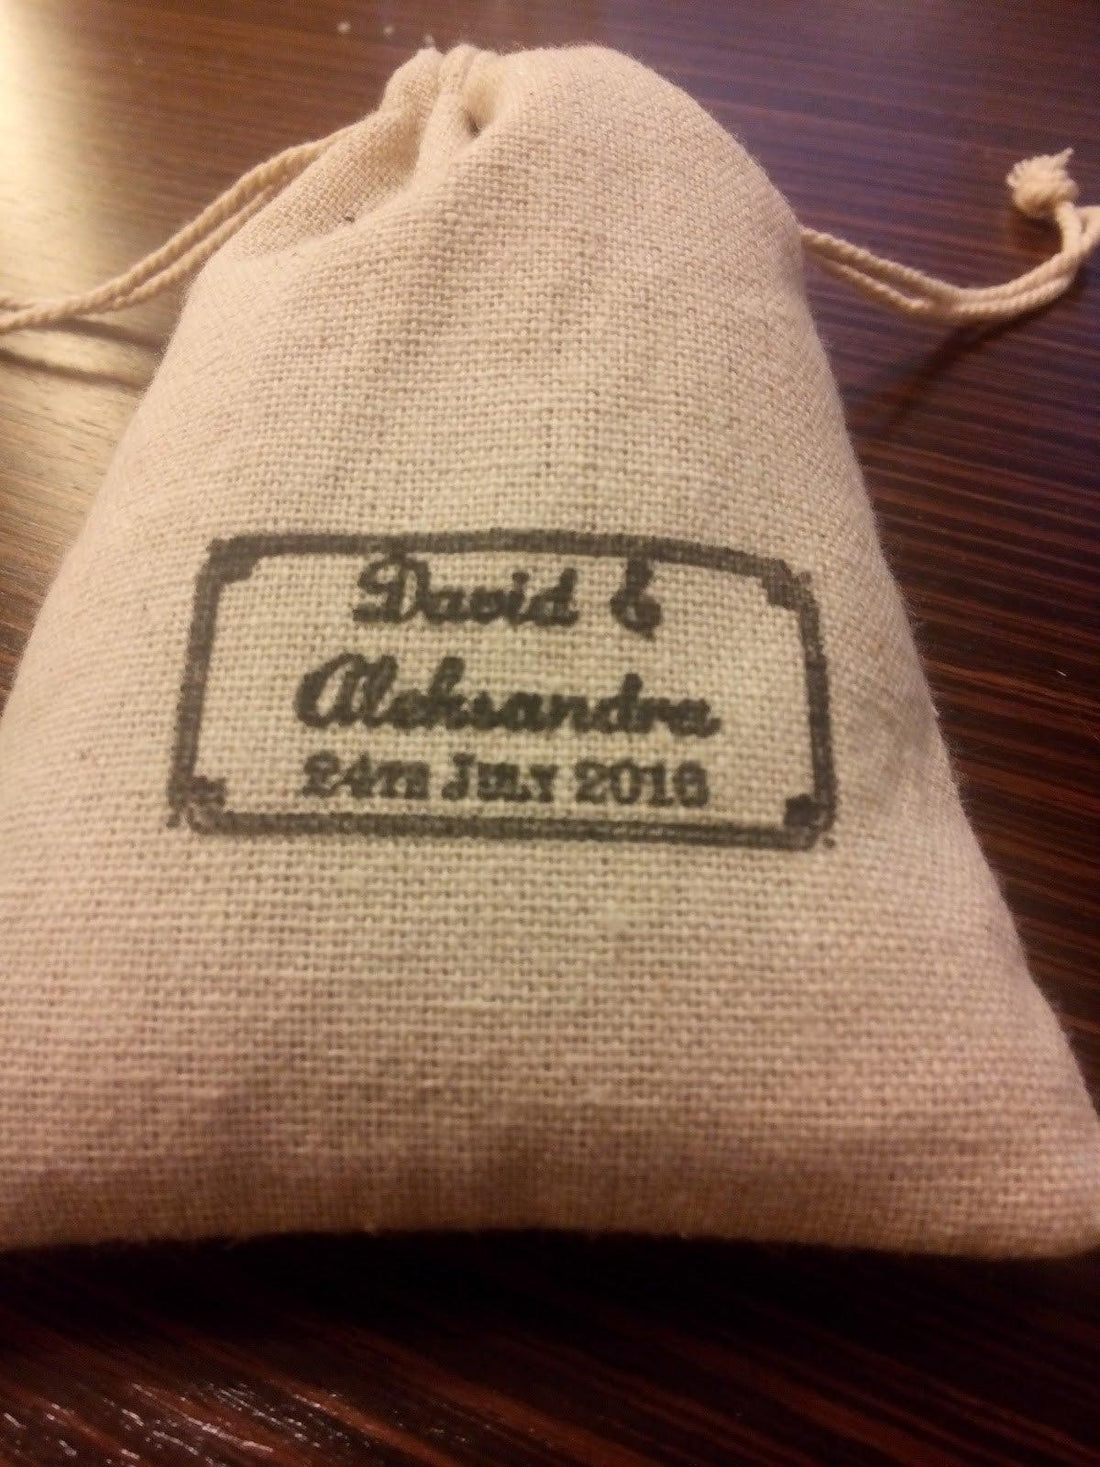 David &
Aleksandra
24TH JULY 2016